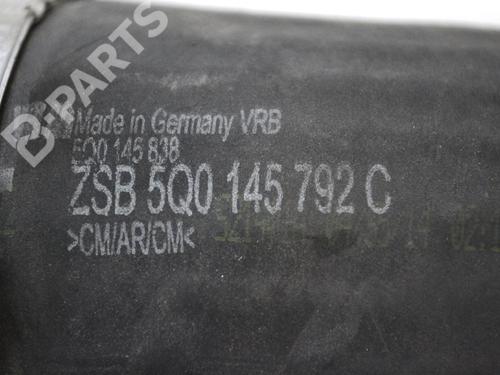 B-PARTS
Made in Germany VRB
5Q0 145 838
ZSB 5Q0 145 792 C
>CM/AR/CM<